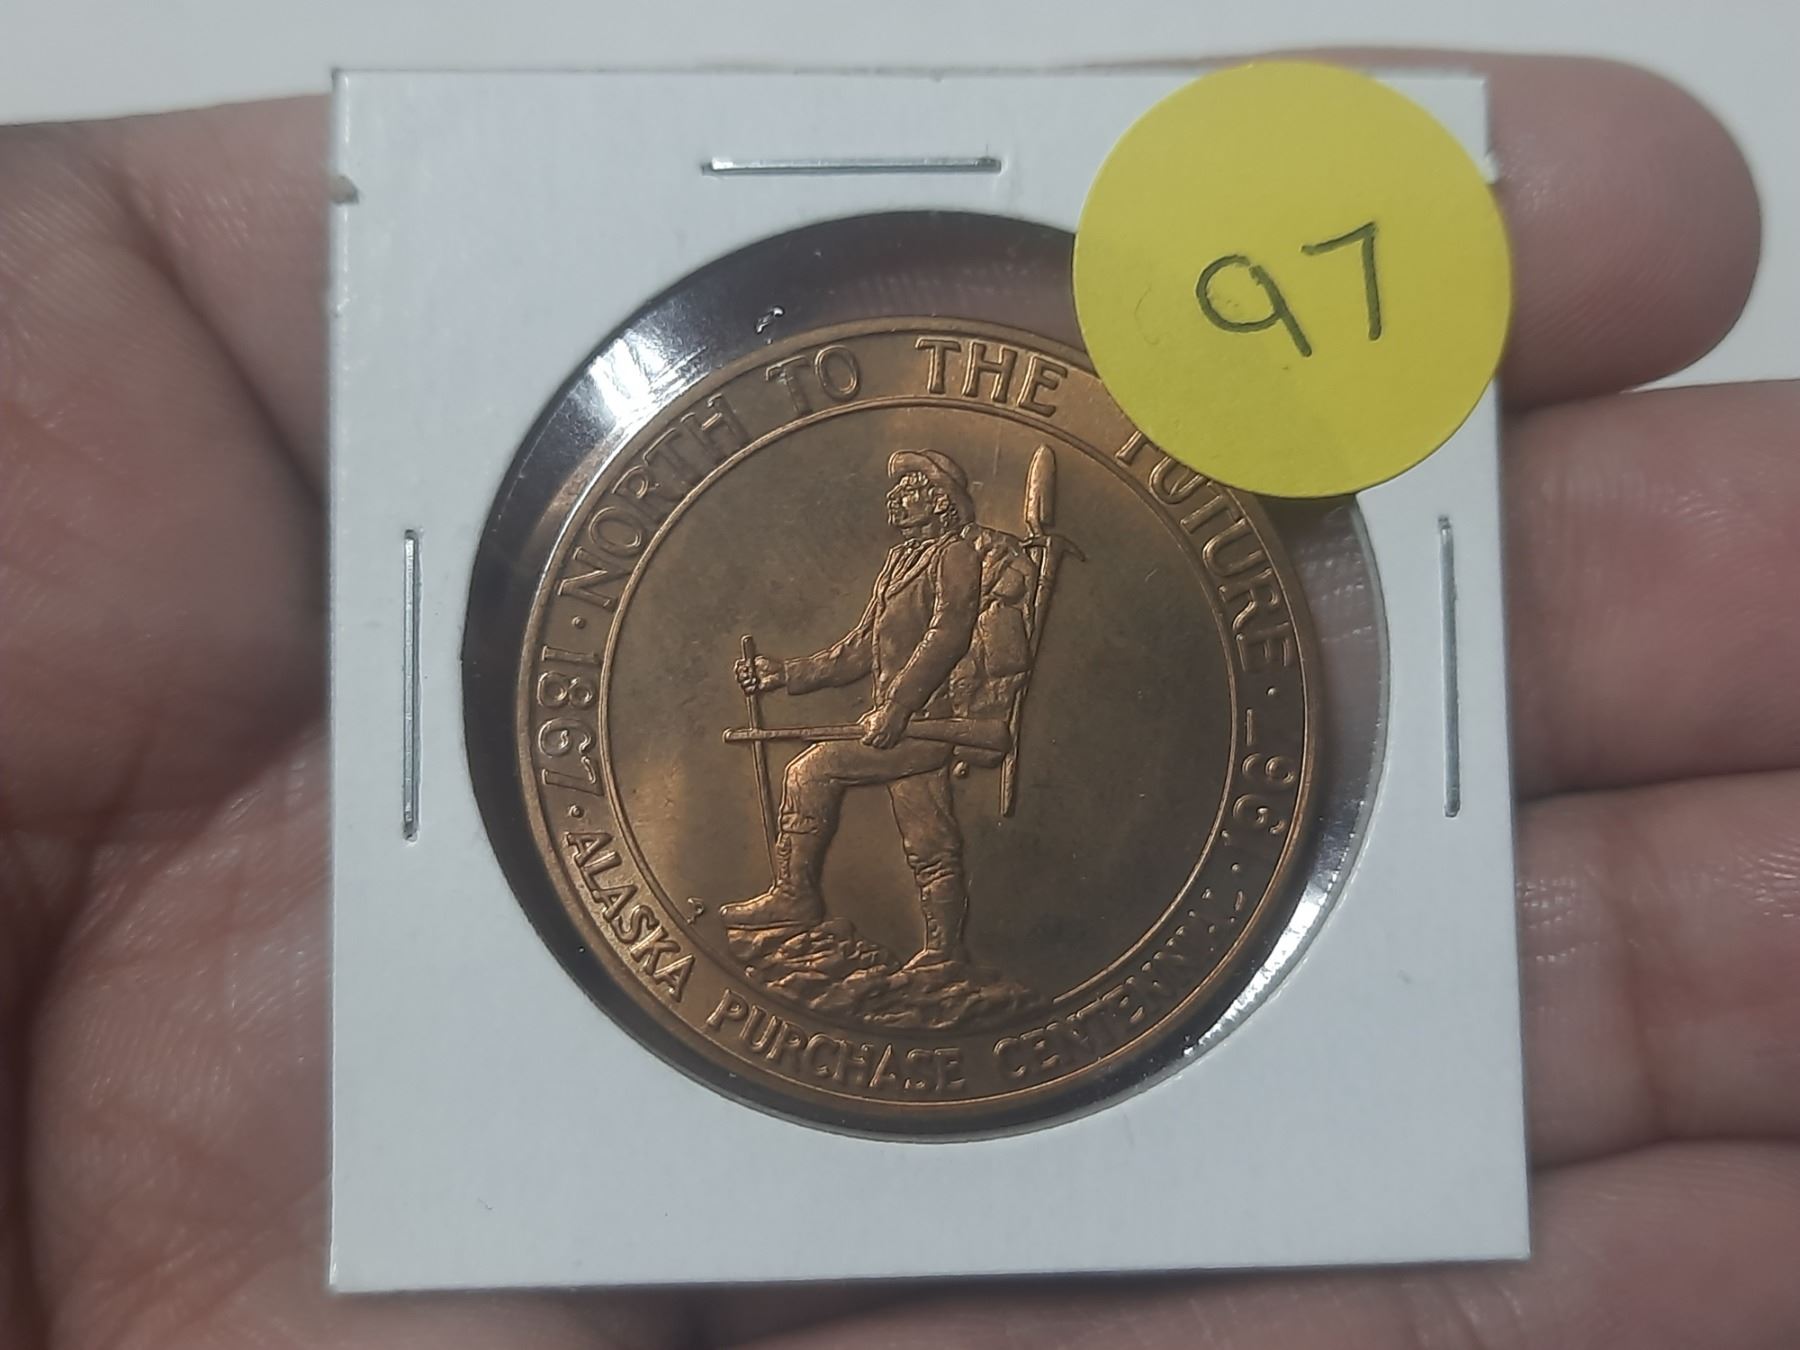 97
NORTH TO THE FUTURE
· 1867 · ALASKA PURCHASE CENTENNIAL · 1967 ·